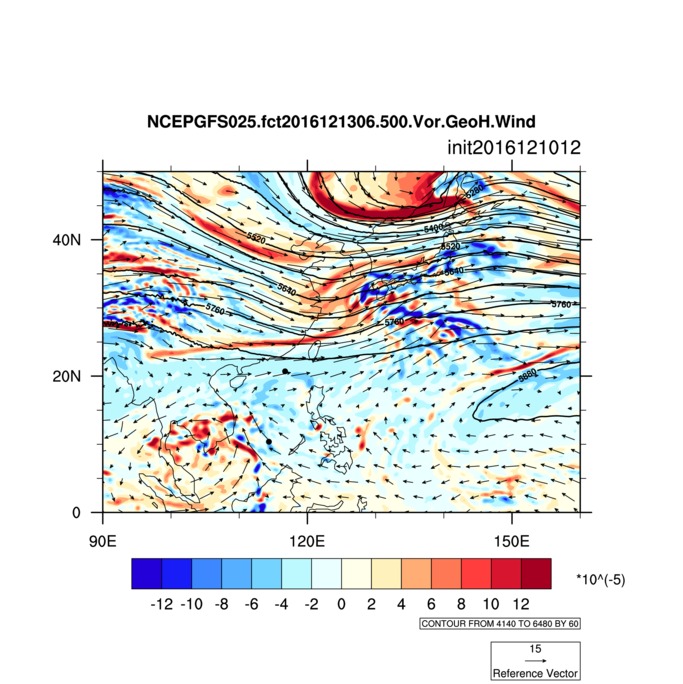 NCEPGFS025.fct2016121306.500.Vor.GeoH.Wind
init2016121012
5280
5400
5520
5520
5640
5640
5760
5760
5760
5880
40N
20N
0
90E 120E 150E
-12 -10 -8 -6 -4 -2 0 2 4 6 8 10 12
*10^(-5)
CONTOUR FROM 4140 TO 6480 BY 60
15
Reference Vector